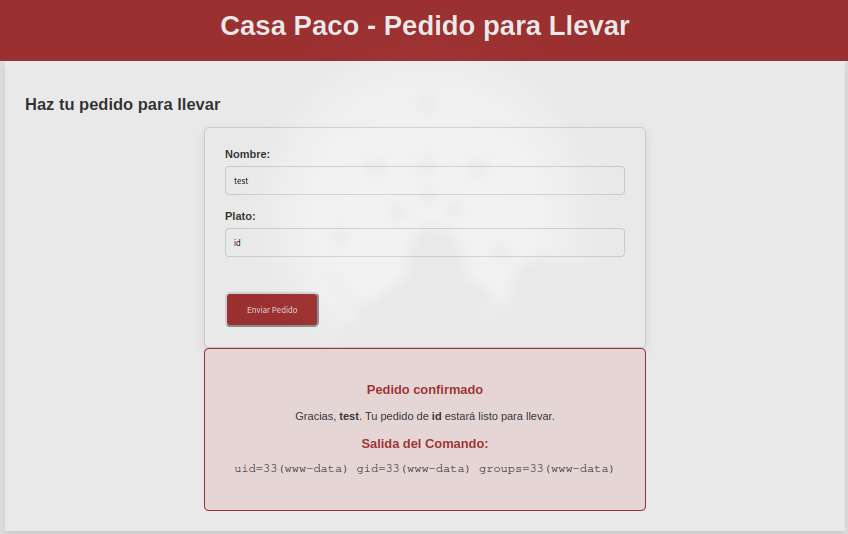 Casa Paco - Pedido para Llevar
Haz tu pedido para llevar
Nombre:
test
Plato:
id
Enviar Pedido
Pedido confirmado
Gracias, test. Tu pedido de id estará listo para llevar.
Salida del Comando:
uid=33(www-data) gid=33(www-data) groups=33(www-data)